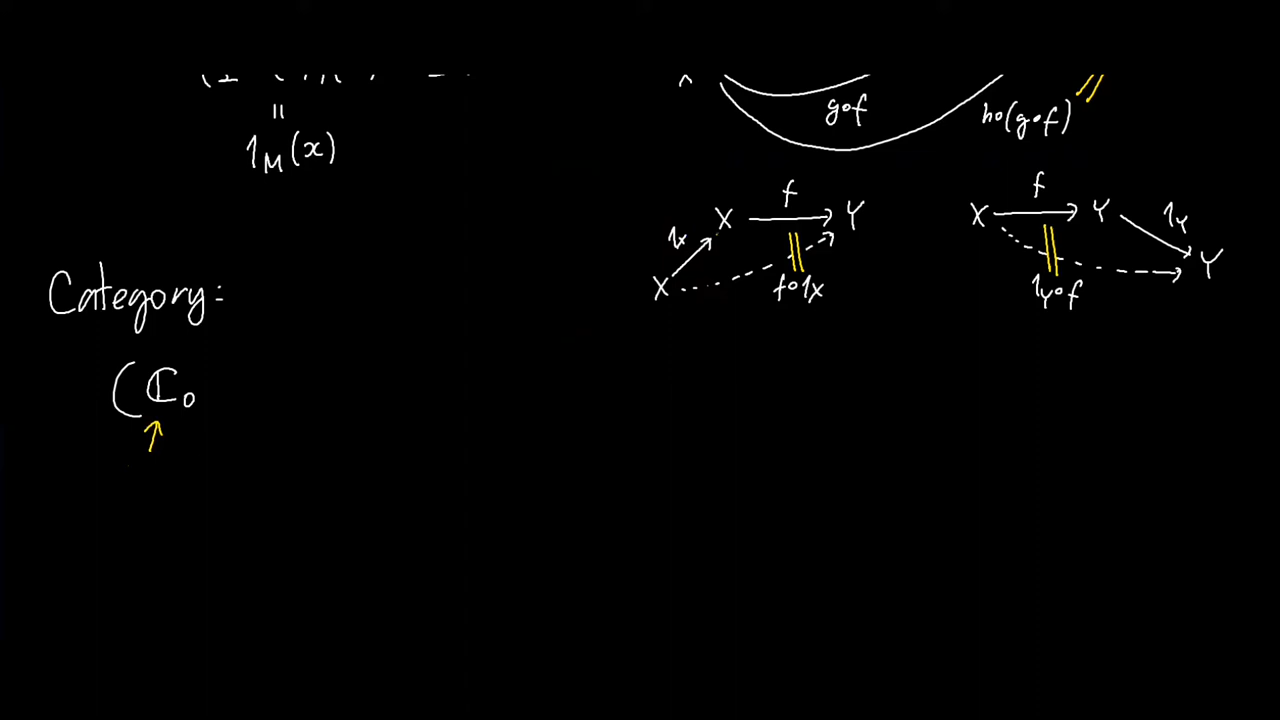 g∘f
h∘(g∘f)
=
1_M(x)
f
1_X
X
Y
X
f∘1_X
f
X
Y
1_Y
Y
1_Y∘f
Category:
(ℂ₀